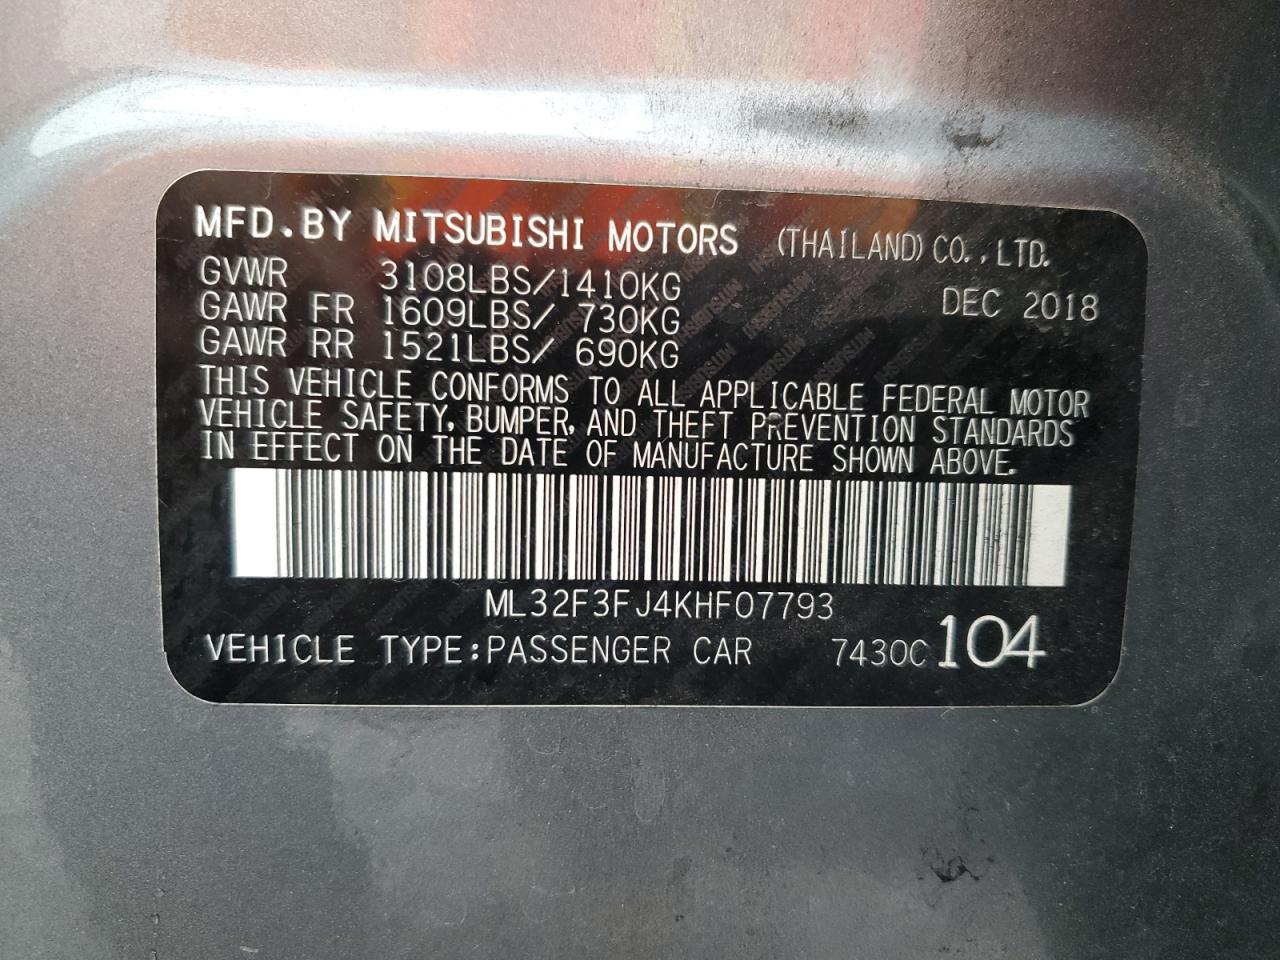 MFD.BY MITSUBISHI MOTORS (THAILAND) CO.,LTD.
GVWR 3108LBS/1410KG DEC 2018
GAWR FR 1609LBS/ 730KG
GAWR RR 1521LBS/ 690KG
THIS VEHICLE CONFORMS TO ALL APPLICABLE FEDERAL MOTOR
VEHICLE SAFETY, BUMPER, AND THEFT PREVENTION STANDARDS
IN EFFECT ON THE DATE OF MANUFACTURE SHOWN ABOVE.
ML32F3FJ4KHF07793
VEHICLE TYPE:PASSENGER CAR 7430C 104